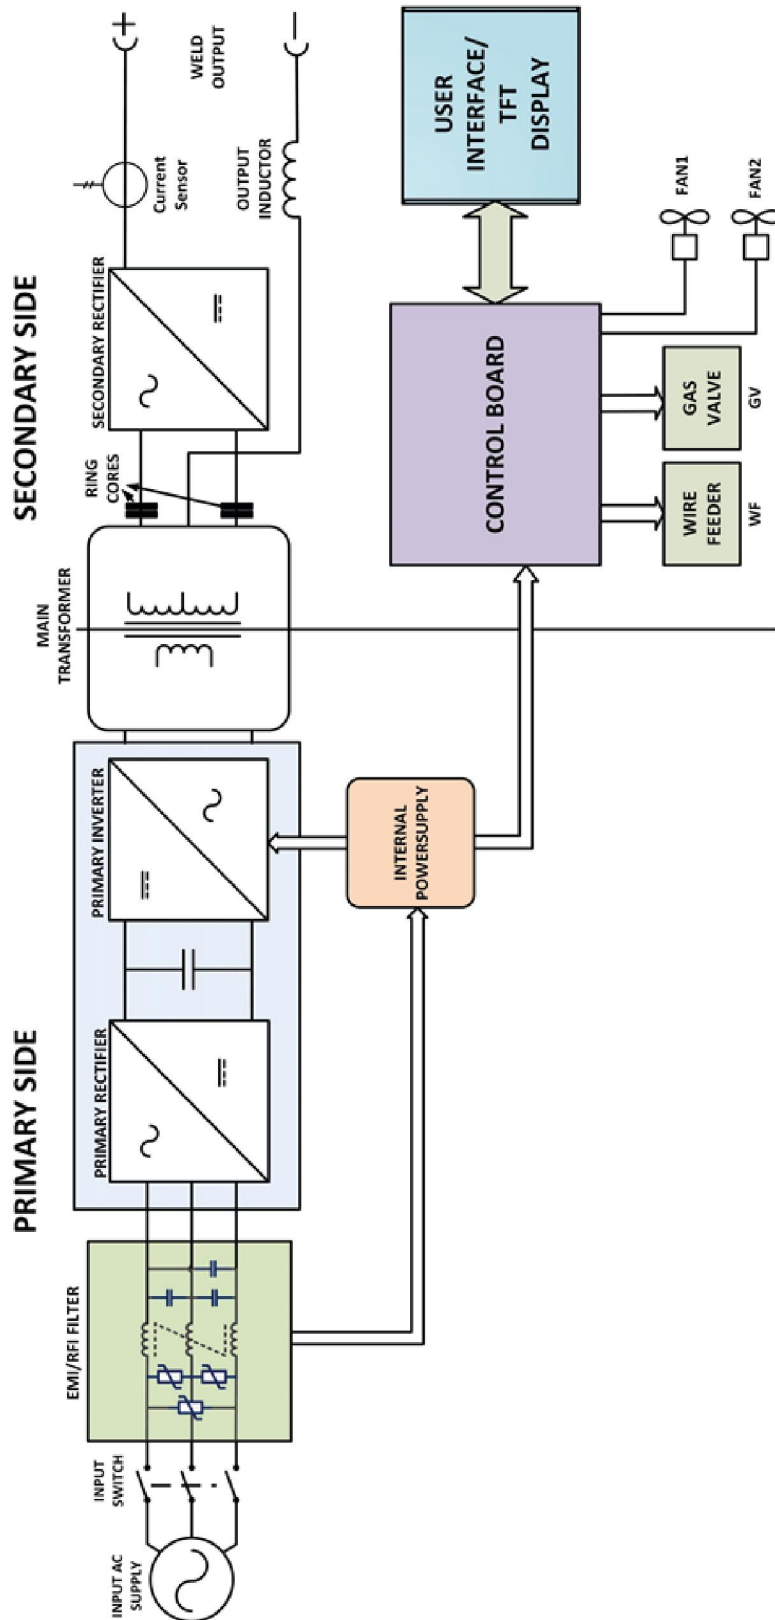 PRIMARY SIDE
SECONDARY SIDE
INPUT AC
SUPPLY
INPUT
SWITCH
EMI/RFI FILTER
PRIMARY RECTIFIER
PRIMARY INVERTER
MAIN
TRANSFORMER
RING
CORES
SECONDARY RECTIFIER
Current
Sensor
+
WELD
OUTPUT
−
OUTPUT
INDUCTOR
INTERNAL
POWERSUPPLY
CONTROL BOARD
USER
INTERFACE/
TFT
DISPLAY
WIRE
FEEDER
WF
GAS
VALVE
GV
FAN1
FAN2